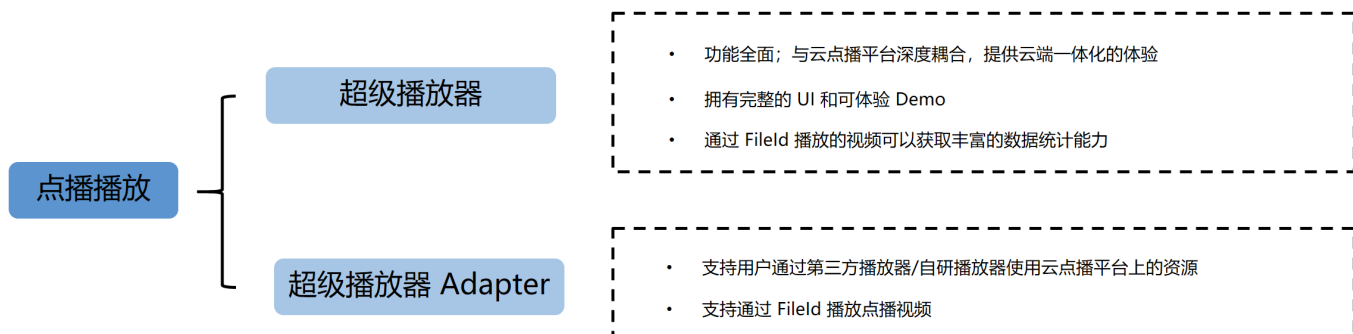 点播播放
超级播放器
• 功能全面；与云点播平台深度耦合，提供云端一体化的体验
• 拥有完整的 UI 和可体验 Demo
• 通过 FileId 播放的视频可以获取丰富的数据统计能力
超级播放器 Adapter
• 支持用户通过第三方播放器/自研播放器使用云点播平台上的资源
• 支持通过 FileId 播放点播视频